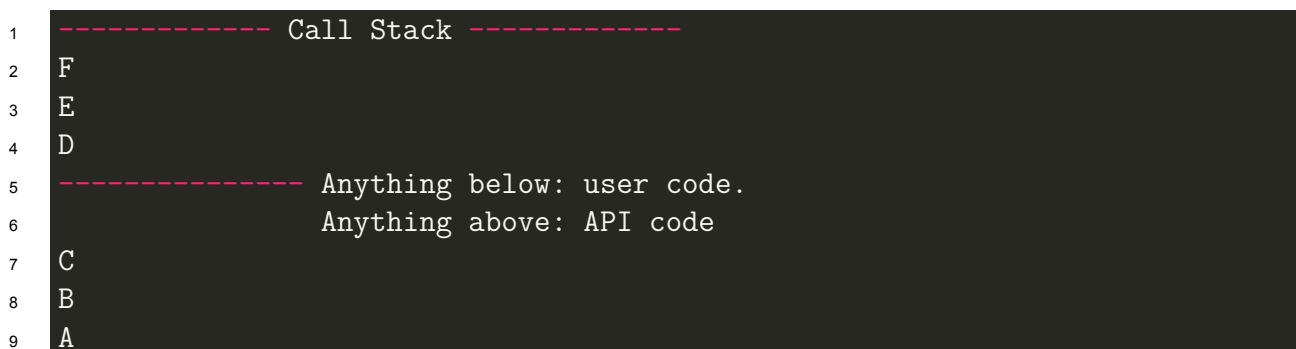 1 ------------- Call Stack -------------
2 F
3 E
4 D
5 --------------- Anything below: user code.
6 Anything above: API code
7 C
8 B
9 A